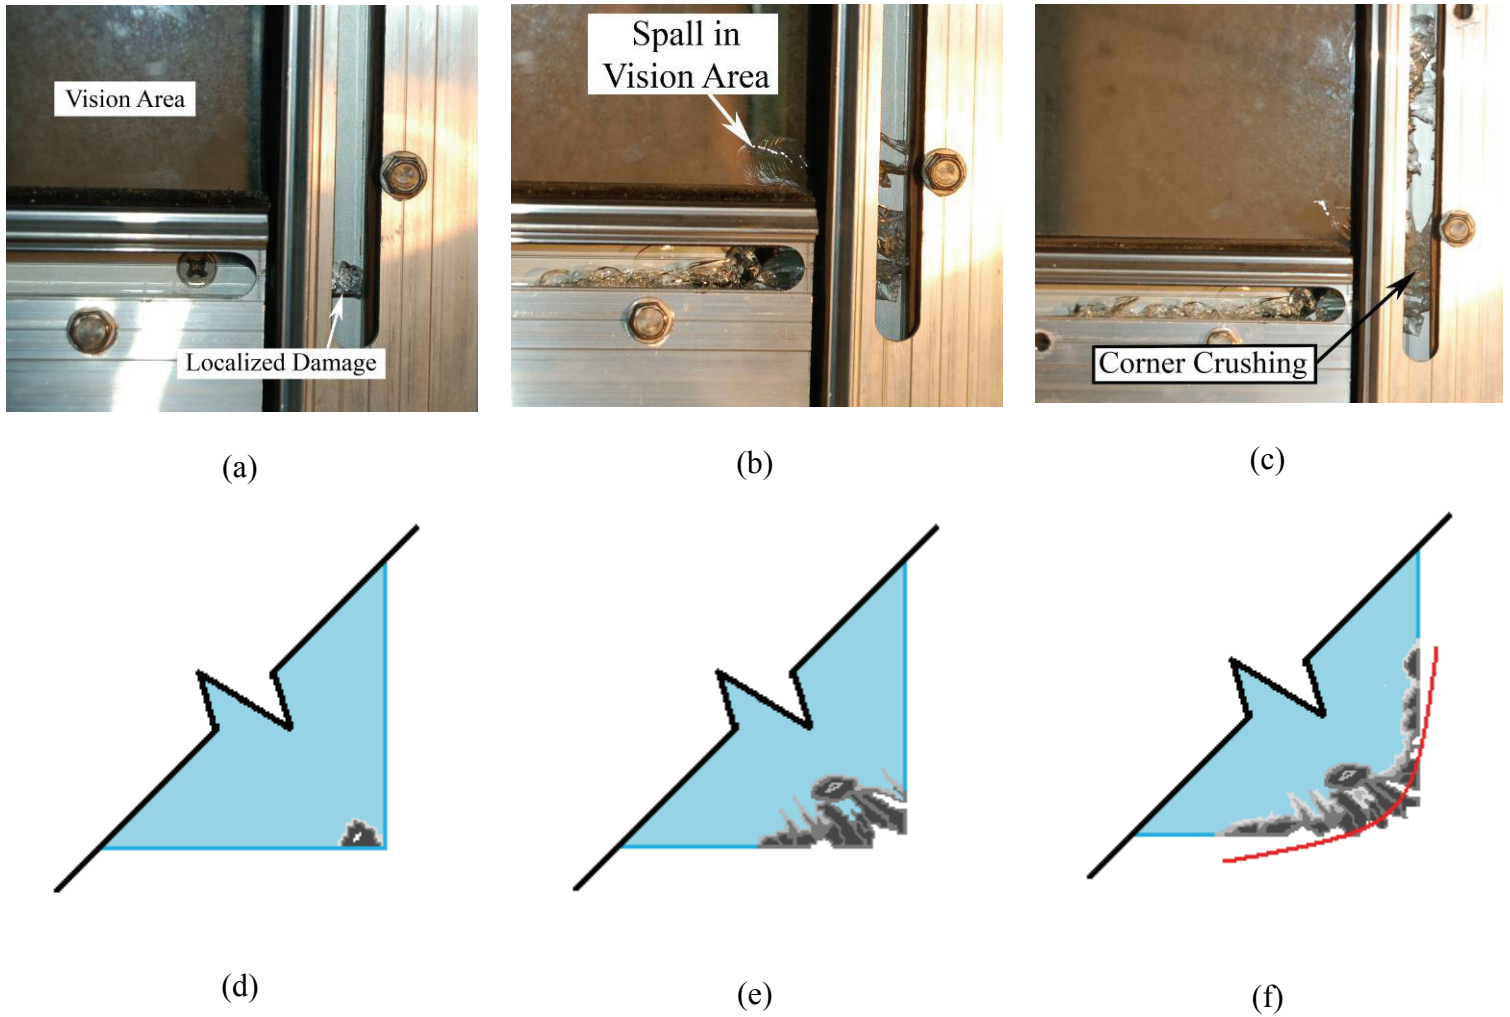 Vision Area
Localized Damage
Spall in
Vision Area
Corner Crushing
(a)
(b)
(c)
(d)
(e)
(f)